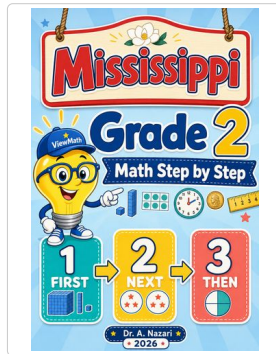 Mississippi
ViewMath
Grade 2
Math Step by Step
1
FIRST
2
NEXT
3
THEN
Dr. A. Nazari
2026